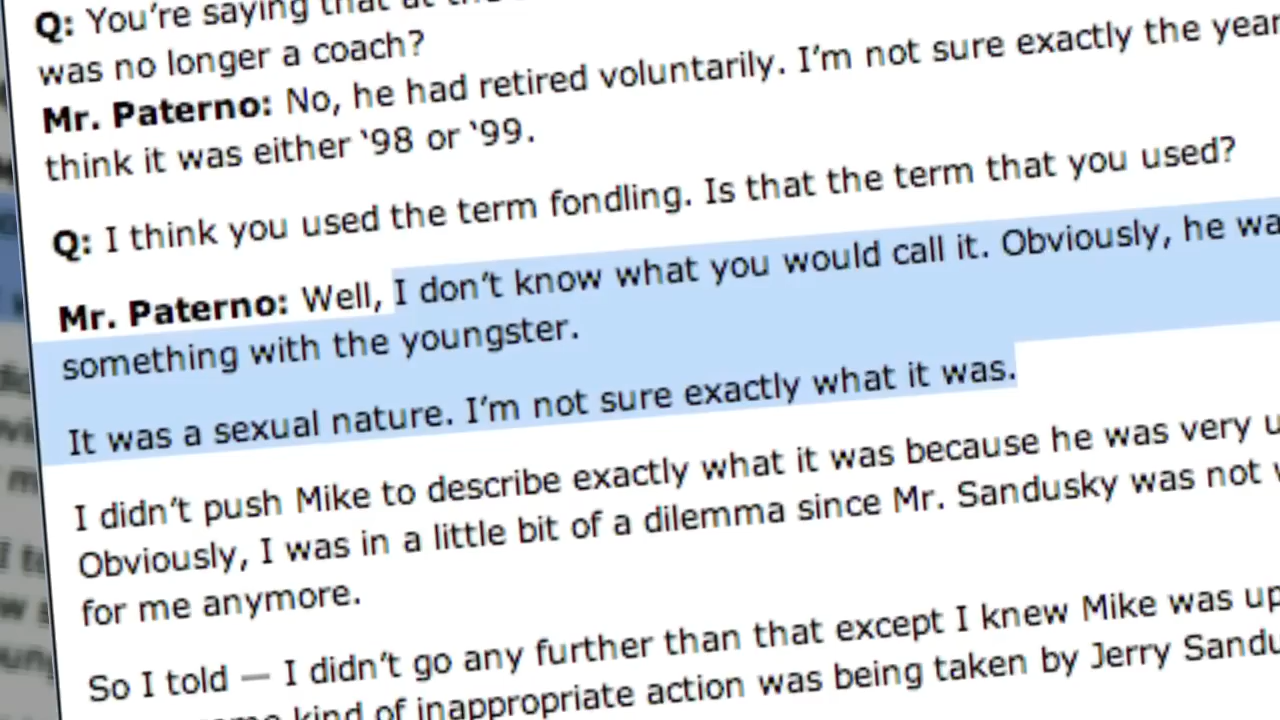 Q: You’re saying that at the
was no longer a coach?
Mr. Paterno: No, he had retired voluntarily. I’m not sure exactly the year
think it was either ‘98 or ‘99.
Q: I think you used the term fondling. Is that the term that you used?
Mr. Paterno: Well, I don’t know what you would call it. Obviously, he wa
something with the youngster.
It was a sexual nature. I’m not sure exactly what it was.
I didn’t push Mike to describe exactly what it was because he was very u
Obviously, I was in a little bit of a dilemma since Mr. Sandusky was not w
for me anymore.
So I told — I didn’t go any further than that except I knew Mike was up
kind of inappropriate action was being taken by Jerry Sandu